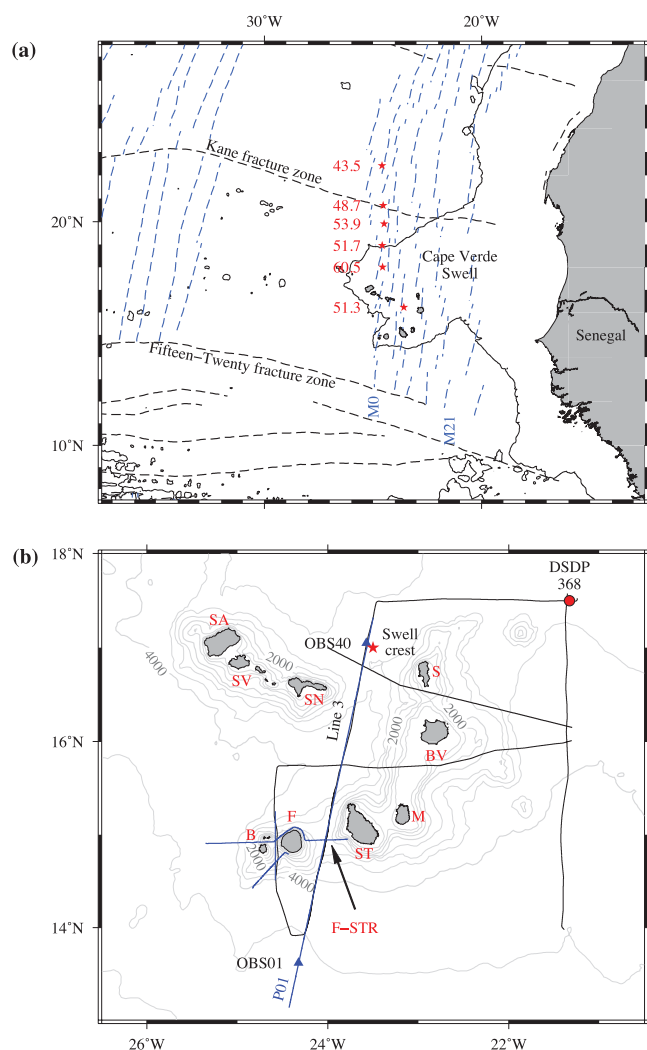 30°W
20°W
(a)
Kane fracture zone
43.5
48.7
20°N
53.9
51.7
Cape Verde
Swell
60.5
51.3
Senegal
Fifteen-Twenty fracture zone
M0
M21
10°N
(b)
18°N
DSDP
368
SA
OBS40
Swell
crest
2000
4000
SV
S
SN
2000
Line 3
16°N
BV
F
M
B
ST
2000
4000
F-STR
14°N
OBS01
P01
26°W
24°W
22°W